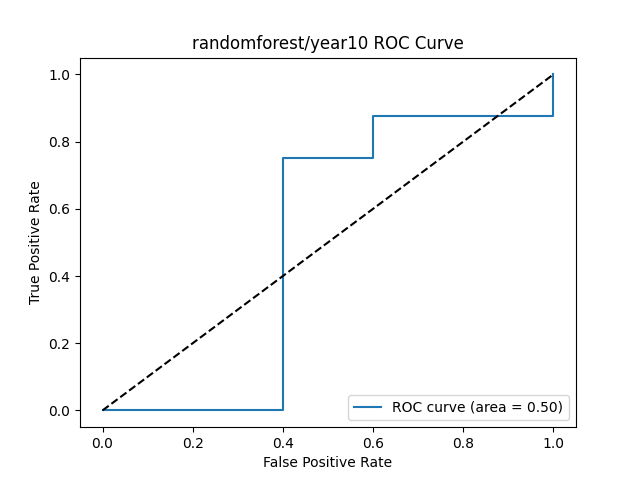 randomforest/year10 ROC Curve
True Positive Rate
1.0
0.8
0.6
0.4
0.2
0.0
ROC curve (area = 0.50)
0.0 0.2 0.4 0.6 0.8 1.0
False Positive Rate